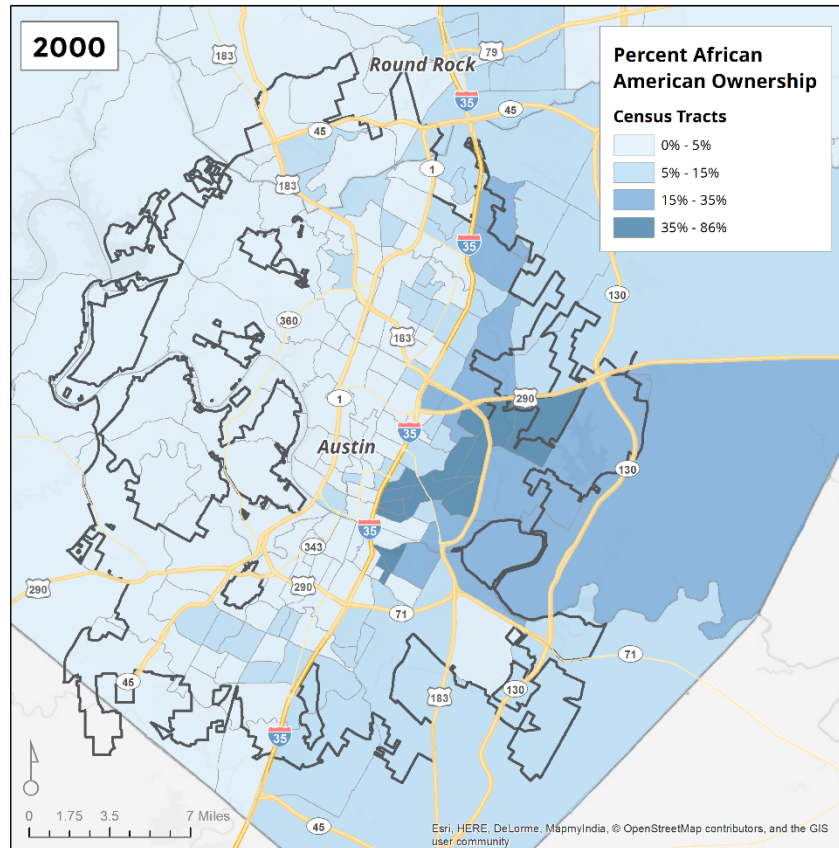 2000
Percent African
American Ownership
Census Tracts
0% - 5%
5% - 15%
15% - 35%
35% - 86%
183
79
Round Rock
35
45
45
1
183
35
130
360
183
290
1
35
Austin
130
35
343
290
290
71
71
45
183
130
35
45
0 1.75 3.5 7 Miles
Esri, HERE, DeLorme, MapmyIndia, © OpenStreetMap contributors, and the GIS
user community